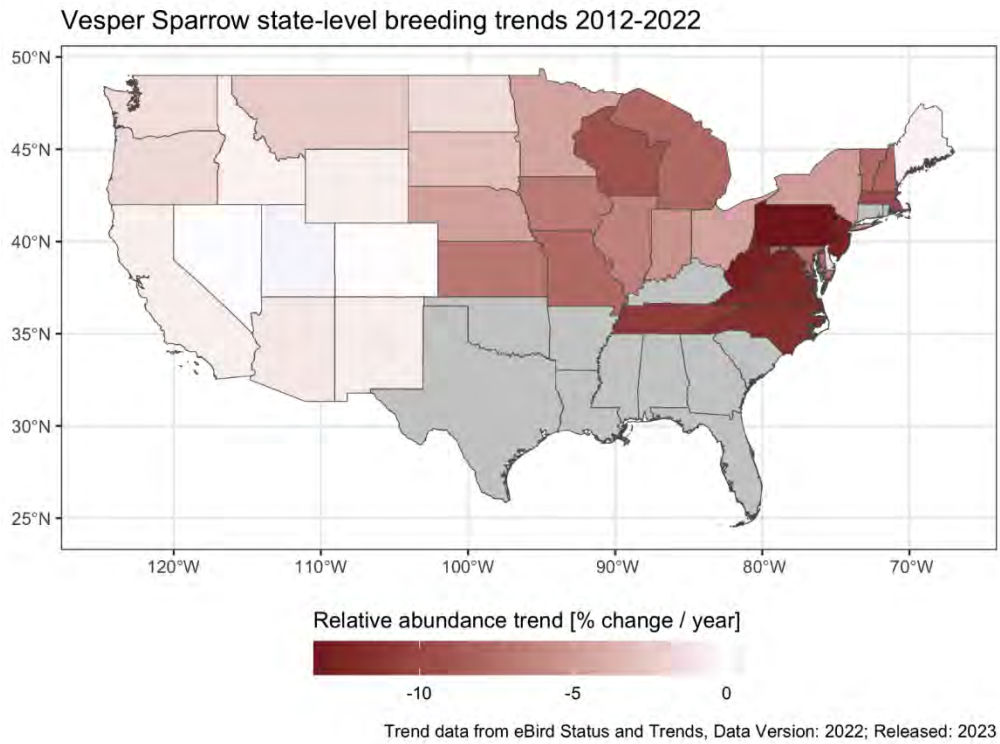 Vesper Sparrow state-level breeding trends 2012-2022
50°N
45°N
40°N
35°N
30°N
25°N
120°W 110°W 100°W 90°W 80°W 70°W
Relative abundance trend [% change / year]
-10 -5 0
Trend data from eBird Status and Trends, Data Version: 2022; Released: 2023